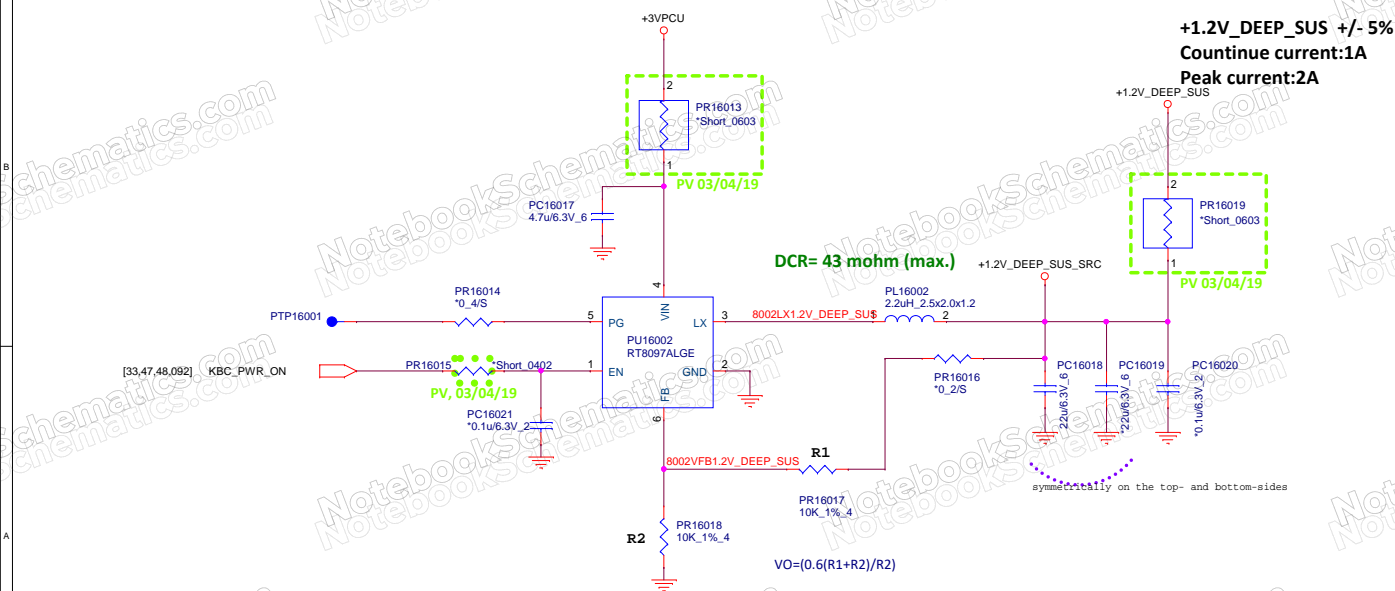 +3VPCU
+1.2V_DEEP_SUS +/- 5%
Countinue current:1A
Peak current:2A
+1.2V_DEEP_SUS
2
PR16013
*Short_0603
1
PV 03/04/19
B
PC16017
4.7u/6.3V_6
2
PR16019
*Short_0603
1
PV 03/04/19
DCR= 43 mohm (max.)
+1.2V_DEEP_SUS_SRC
PR16014
*0_4/S
PTP16001
5
4
PG
VIN
LX
3
8002LX1.2V_DEEP_SUS
PL16002
2.2uH_2.5x2.0x1.2
2
PU16002
RT8097ALGE
[33,47,48,092]
KBC_PWR_ON
PR16015
*Short_0402
1
EN
GND
2
FB
6
PV, 03/04/19
PR16016
*0_2/S
PC16018
22u/6.3V_6
PC16019
*22u/6.3V_6
PC16020
*0.1u/6.3V_2
PC16021
*0.1u/6.3V_2
8002VFB1.2V_DEEP_SUS
R1
PR16017
10K_1%_4
symmetrically on the top- and bottom-sides
A
R2
PR16018
10K_1%_4
VO=(0.6(R1+R2)/R2)
NotebookSchematics.com